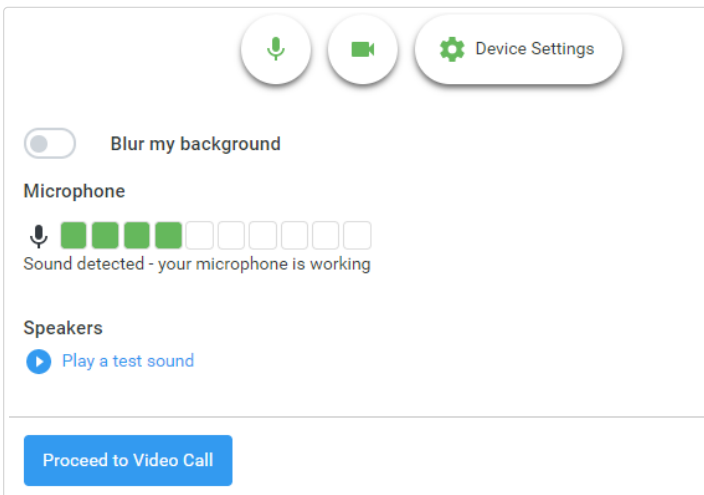 Device Settings
Blur my background
Microphone
Sound detected - your microphone is working
Speakers
Play a test sound
Proceed to Video Call